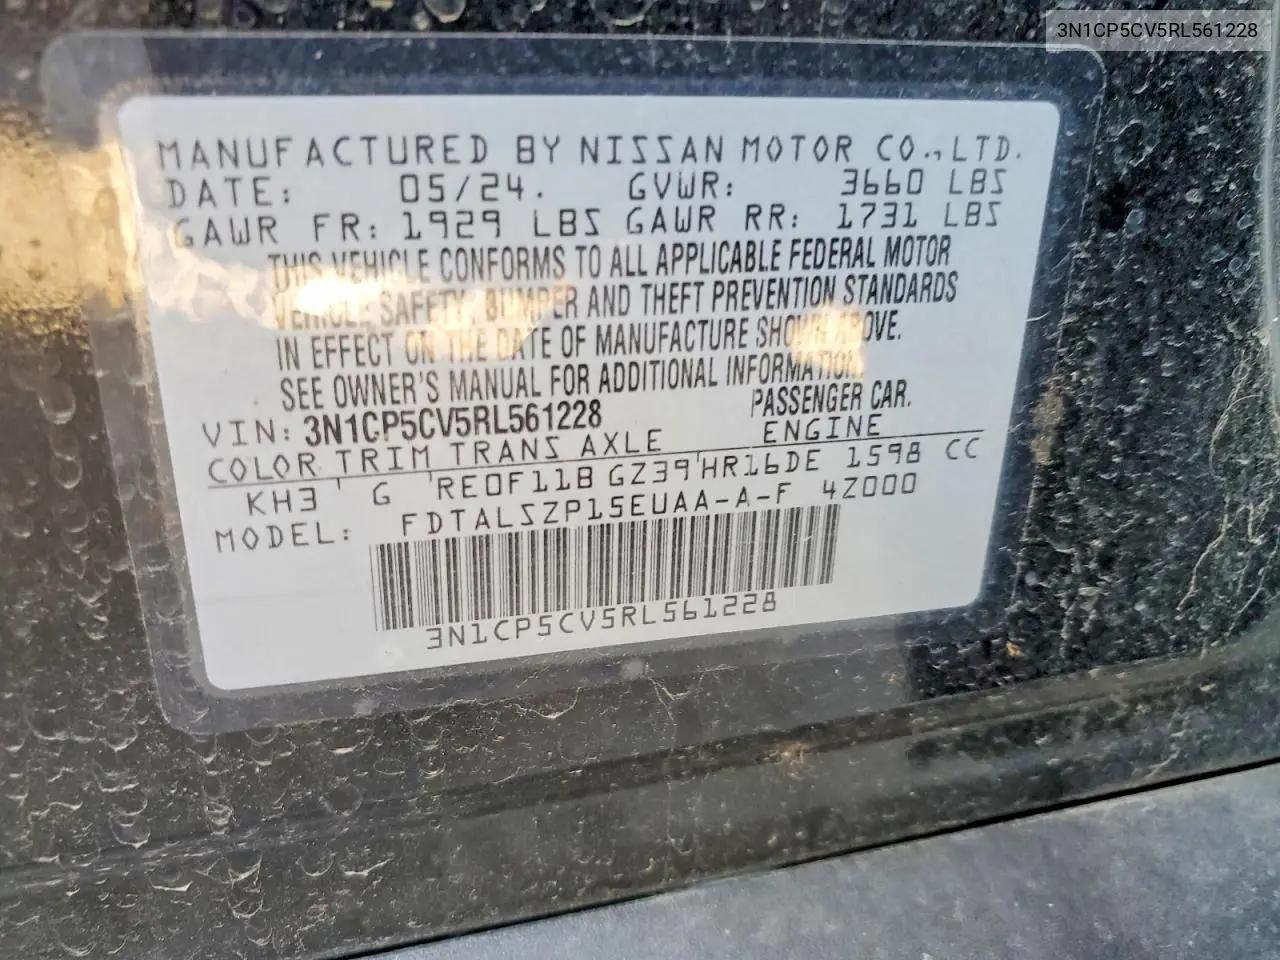 3N1CP5CV5RL561228
MANUFACTURED BY NISSAN MOTOR CO., LTD.
DATE: 05/24. GVWR: 3660 LBS
GAWR FR: 1929 LBS GAWR RR: 1731 LBS
THIS VEHICLE CONFORMS TO ALL APPLICABLE FEDERAL MOTOR
VEHICLE SAFETY, BUMPER AND THEFT PREVENTION STANDARDS
IN EFFECT ON THE DATE OF MANUFACTURE SHOWN ABOVE.
SEE OWNER'S MANUAL FOR ADDITIONAL INFORMATION
VIN: 3N1CP5CV5RL561228 PASSENGER CAR.
COLOR TRIM TRANS AXLE ENGINE
KH3 G RE0F11B GZ39 HR16DE 1598 CC
MODEL: FDTALSZP15EUAA-A-F 4Z000
3N1CP5CV5RL561228